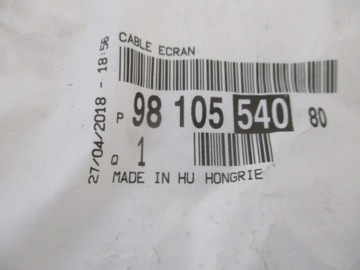 CABLE ECRAN
P 98 105 540 80
Q 1
MADE IN HU HONGRIE
27/04/2018 - 18:56